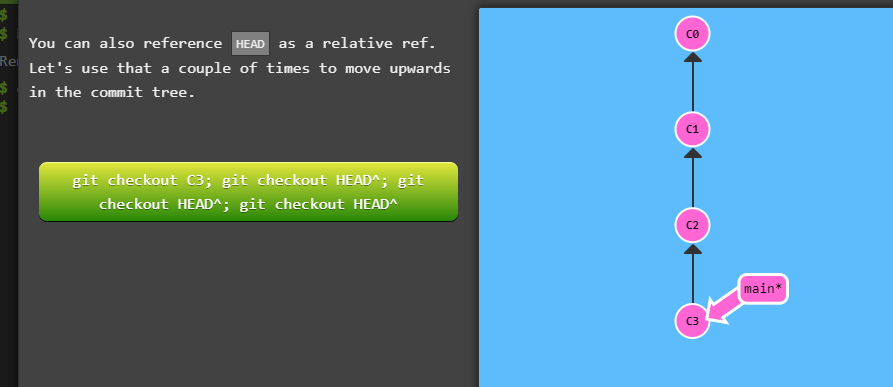 $
$
Re
$
$
You can also reference HEAD as a relative ref.
Let's use that a couple of times to move upwards
in the commit tree.
git checkout C3; git checkout HEAD^; git
checkout HEAD^; git checkout HEAD^
C0
C1
C2
main*
C3